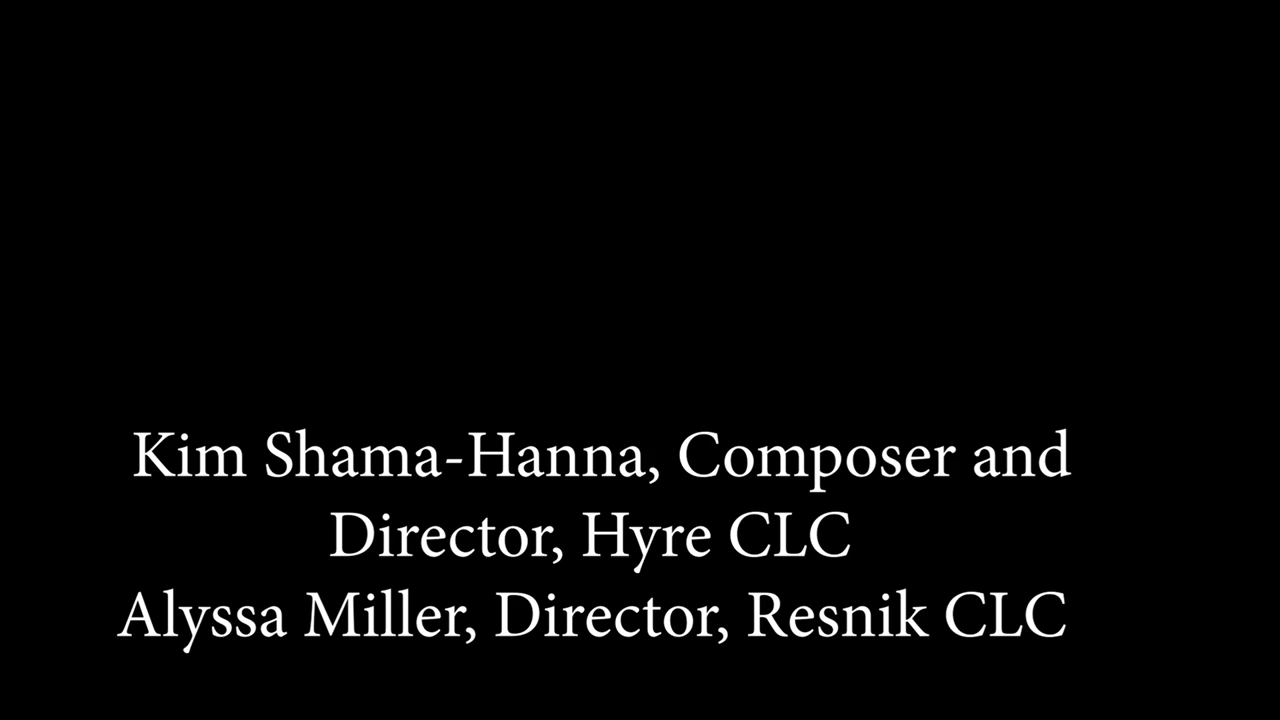 Kim Shama-Hanna, Composer and
Director, Hyre CLC
Alyssa Miller, Director, Resnik CLC